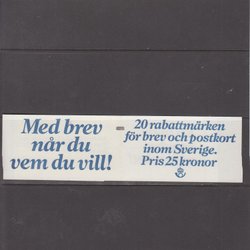 Med brev
når du
vem du vill!
20 rabattmärken
för brev och postkort
inom Sverige.
Pris 25 kronor